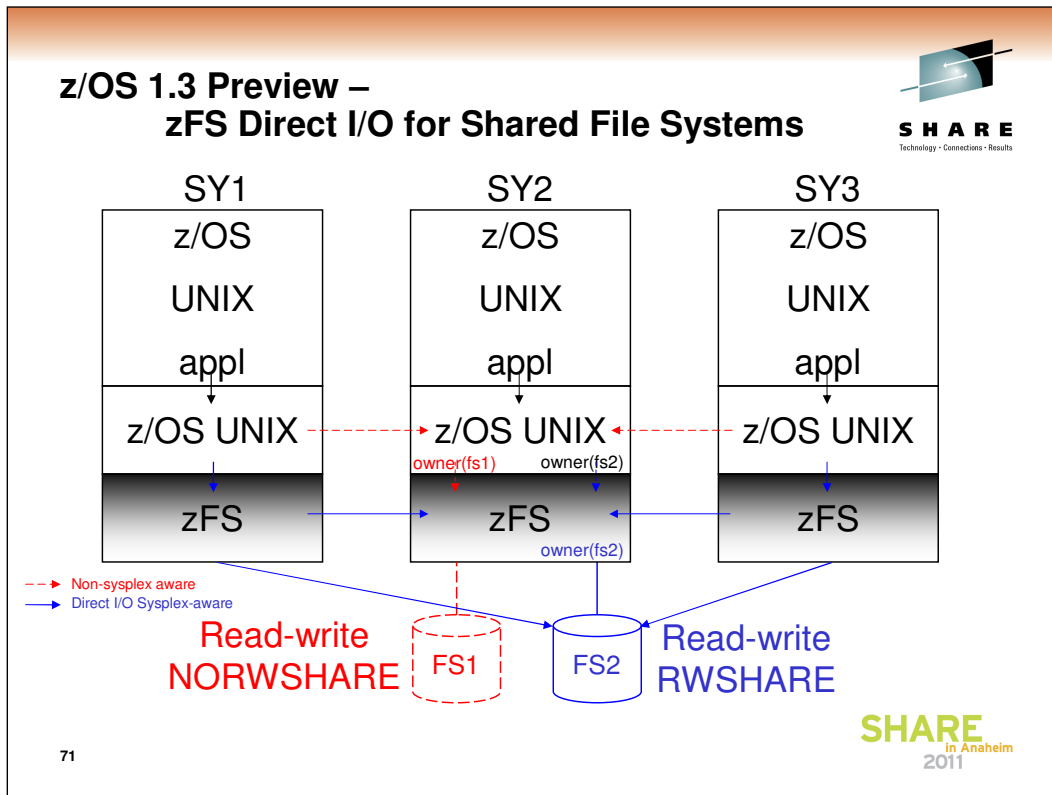 z/OS 1.3 Preview –
zFS Direct I/O for Shared File Systems
SHARE
Technology · Connections · Results
SY1
SY2
SY3
z/OS
UNIX
appl
z/OS UNIX
zFS
z/OS
UNIX
appl
z/OS UNIX
owner(fs1)
owner(fs2)
zFS
owner(fs2)
z/OS
UNIX
appl
z/OS UNIX
zFS
Non-sysplex aware
Direct I/O Sysplex-aware
Read-write
NORWSHARE
FS1
FS2
Read-write
RWSHARE
71
SHARE
in Anaheim
2011